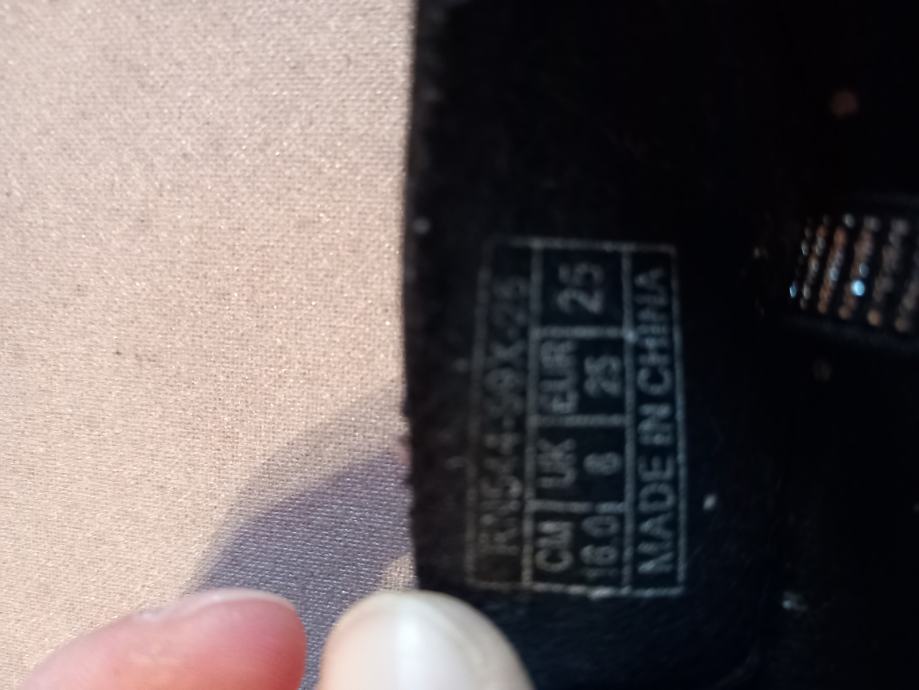 CM UK EUR 25
16.0 8 25
MADE IN CHINA